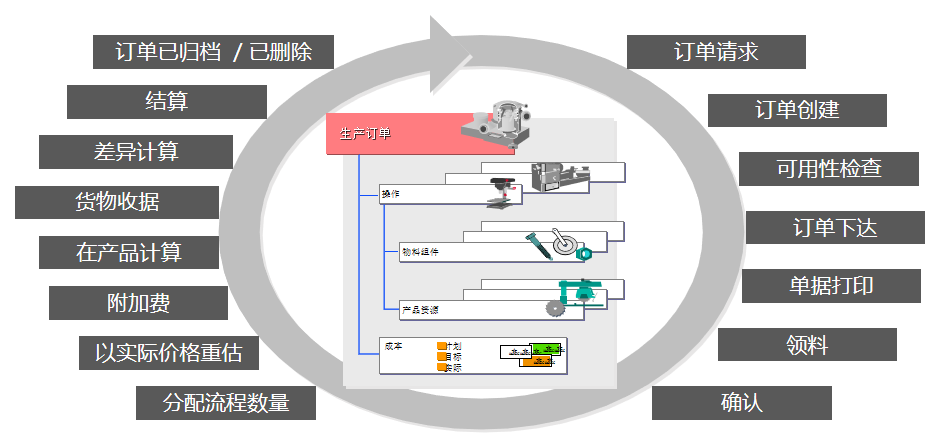 订单已归档 / 已删除
结算
差异计算
货物收据
在产品计算
附加费
以实际价格重估
分配流程数量
生产订单
操作
物料组件
产品资源
成本
计划
目标
实际
订单请求
订单创建
可用性检查
订单下达
单据打印
领料
确认